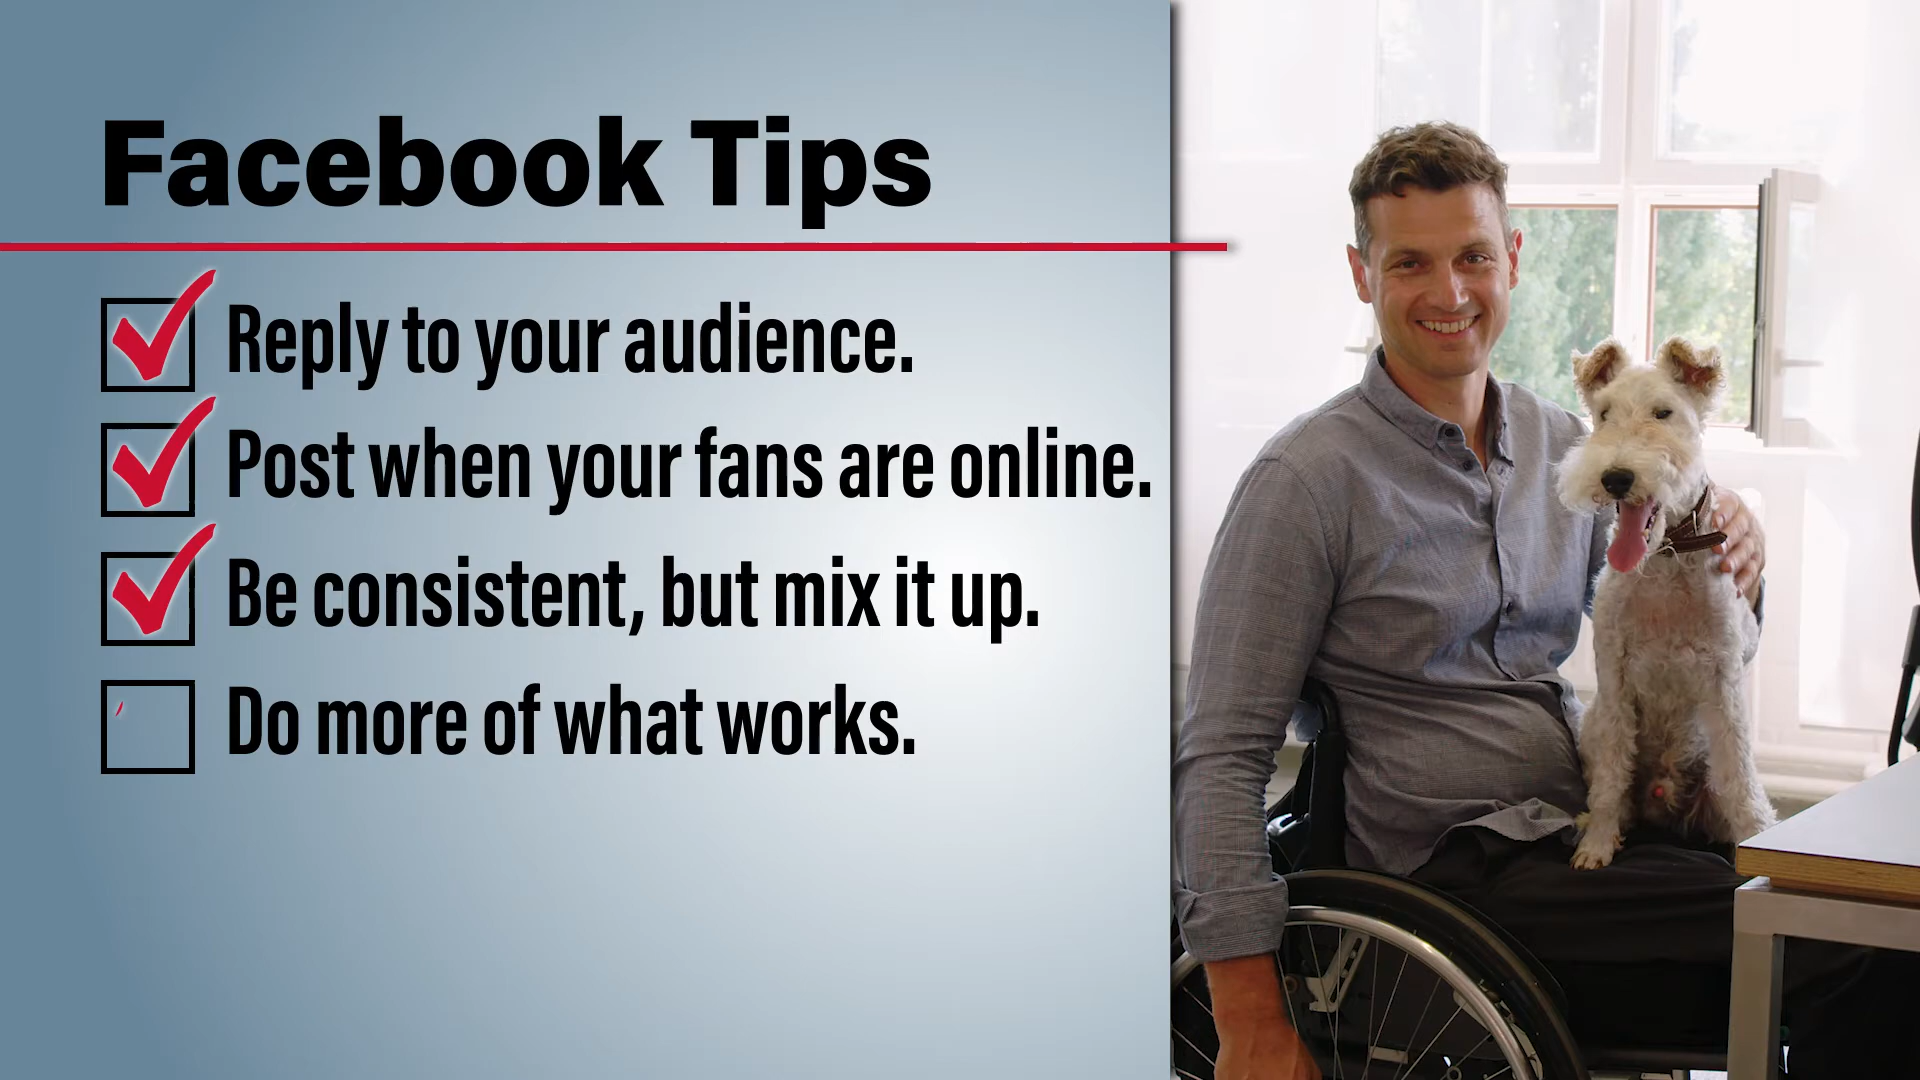 Facebook Tips
Reply to your audience.
Post when your fans are online.
Be consistent, but mix it up.
Do more of what works.